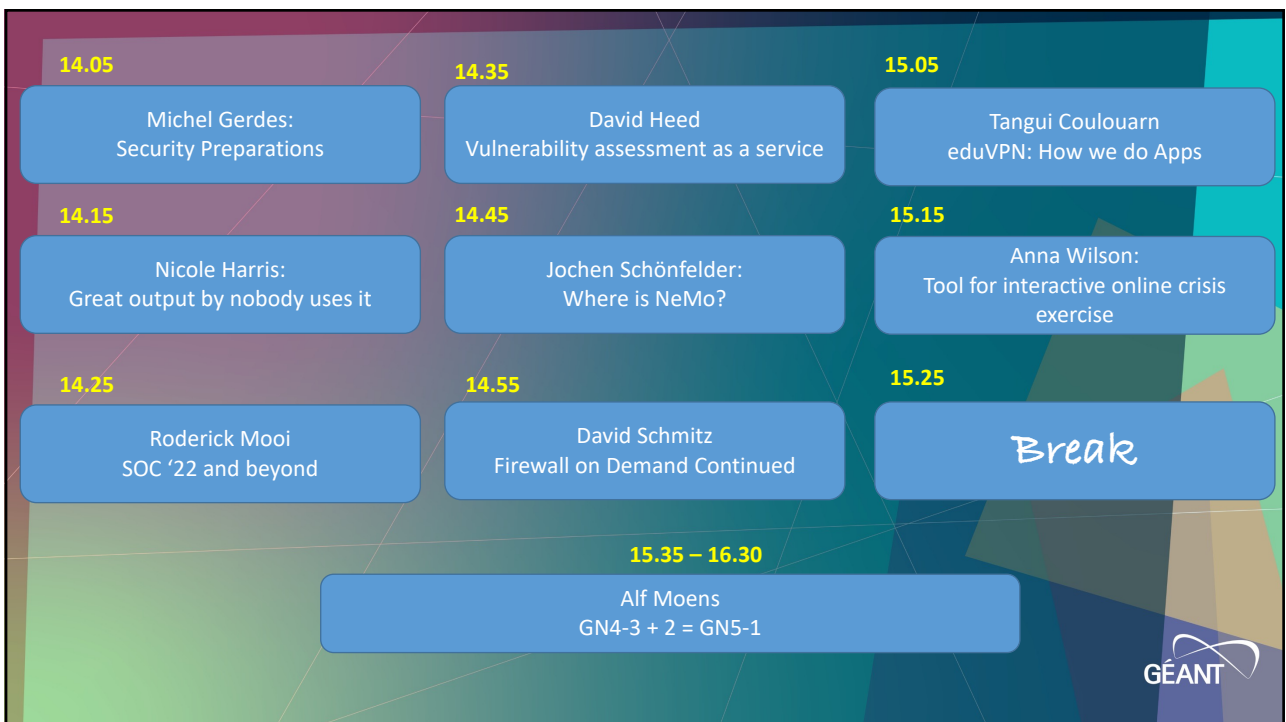 14.05
Michel Gerdes:
Security Preparations
14.15
Nicole Harris:
Great output by nobody uses it
14.25
Roderick Mooi
SOC ‘22 and beyond
14.35
David Heed
Vulnerability assessment as a service
14.45
Jochen Schönfelder:
Where is NeMo?
14.55
David Schmitz
Firewall on Demand Continued
15.05
Tangui Coulouarn
eduVPN: How we do Apps
15.15
Anna Wilson:
Tool for interactive online crisis
exercise
15.25
Break
15.35 – 16.30
Alf Moens
GN4-3 + 2 = GN5-1
GÉANT